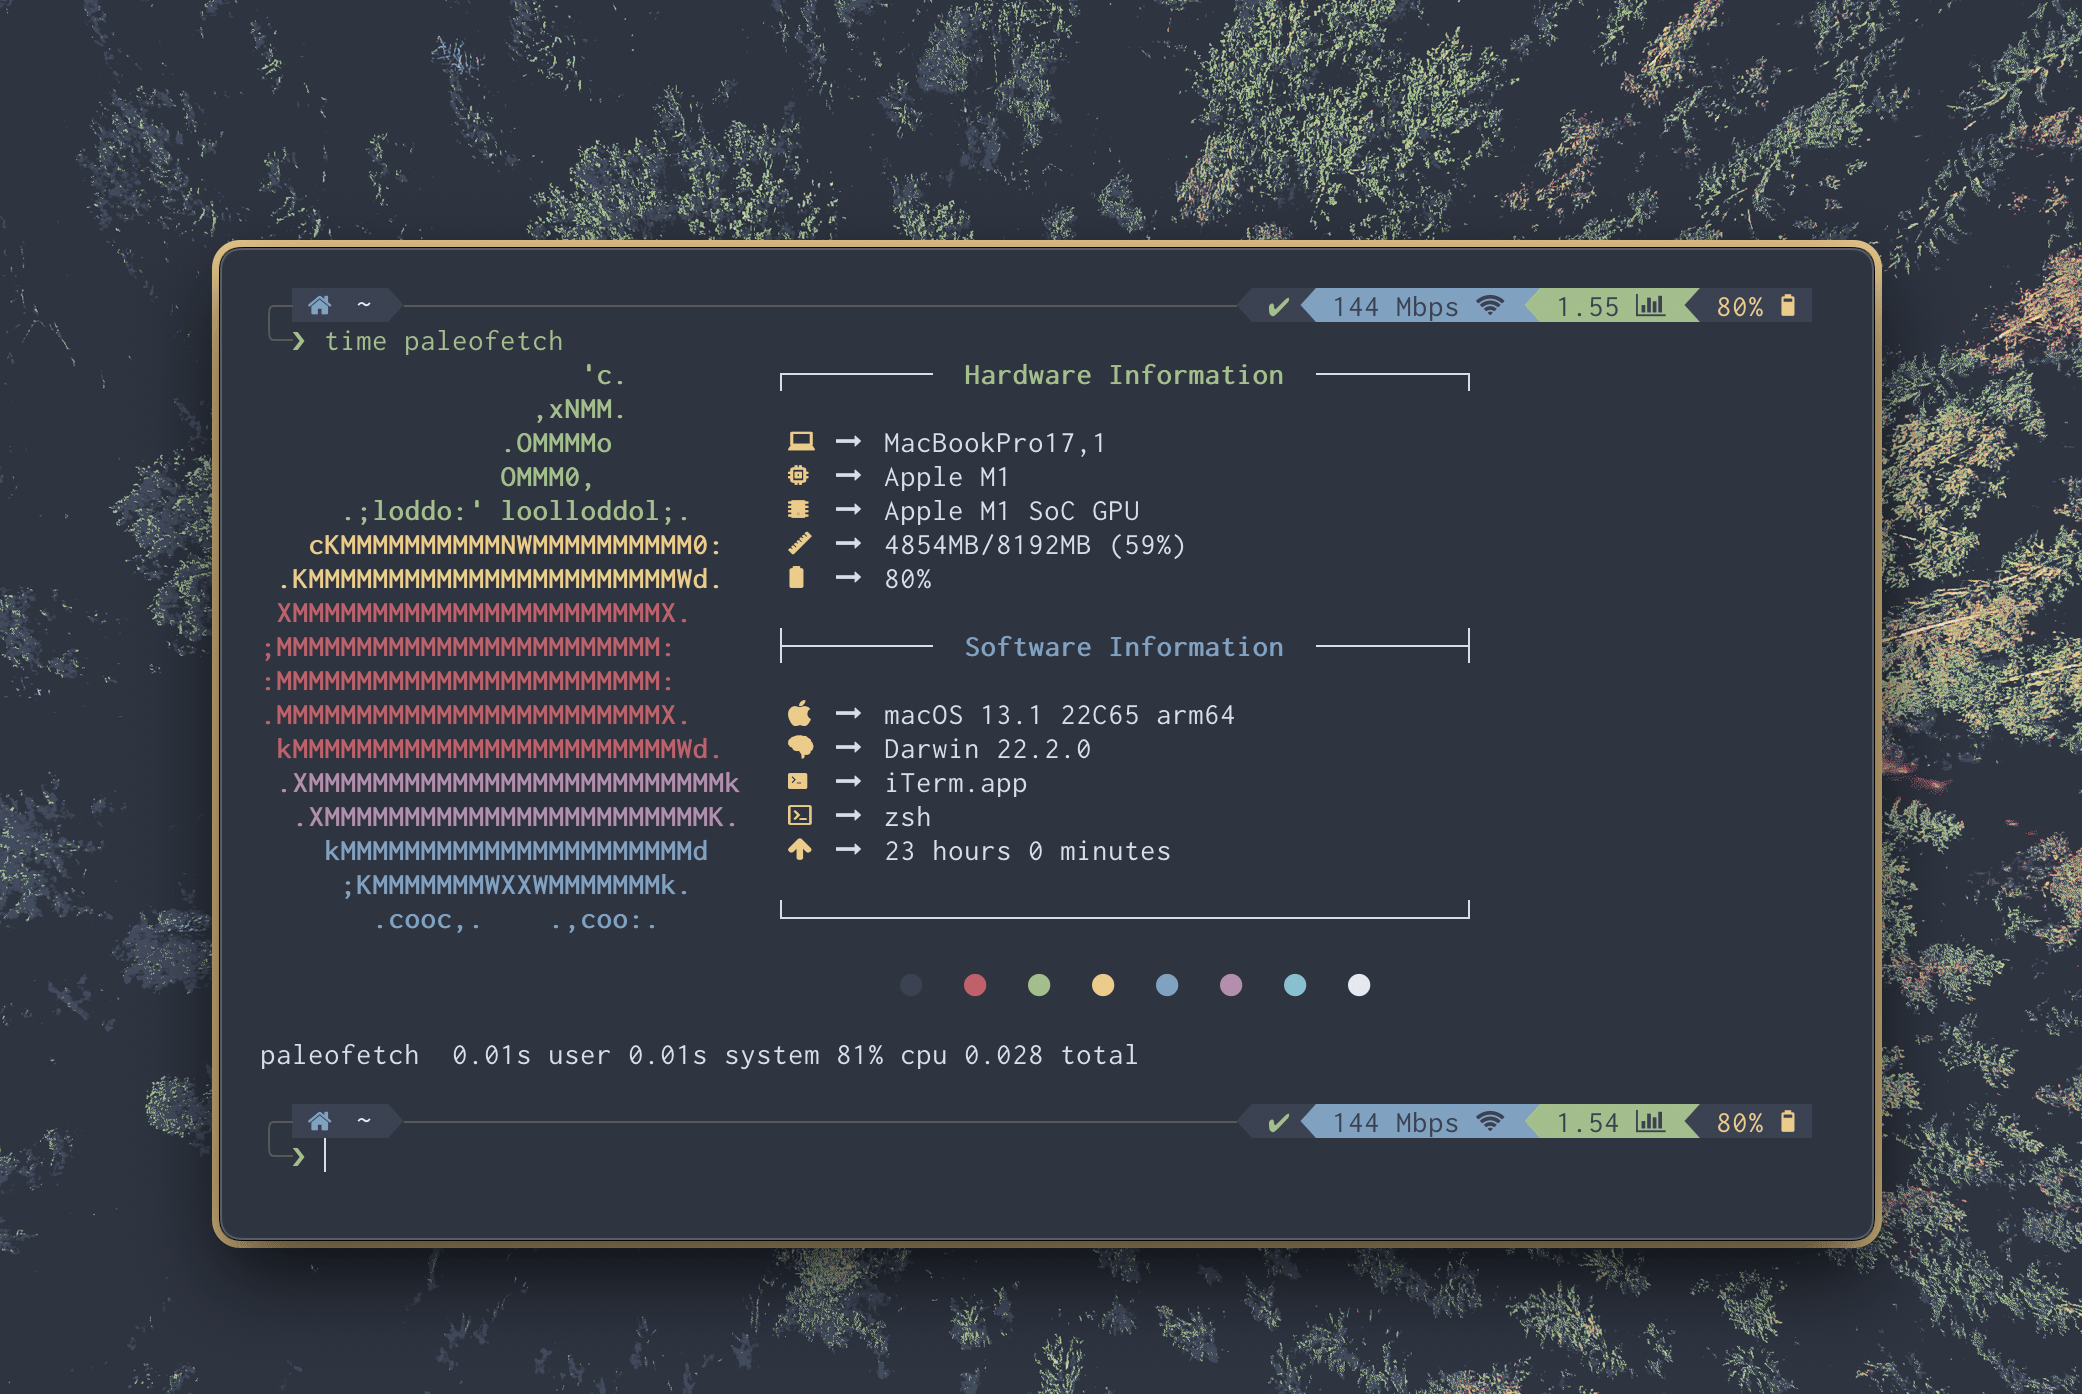 ~ ✔ 144 Mbps 1.55 80%
❯ time paleofetch
'c.
,xNMM.
.OMMMMo
OMMM0,
.;loddo:' loolloddol;.
cKMMMMMMMMMMNWMMMMMMMMMM0:
.KMMMMMMMMMMMMMMMMMMMMMMMWd.
XMMMMMMMMMMMMMMMMMMMMMMMX.
;MMMMMMMMMMMMMMMMMMMMMMMM:
:MMMMMMMMMMMMMMMMMMMMMMMM:
.MMMMMMMMMMMMMMMMMMMMMMMMX.
kMMMMMMMMMMMMMMMMMMMMMMMMWd.
.XMMMMMMMMMMMMMMMMMMMMMMMMMMk
.XMMMMMMMMMMMMMMMMMMMMMMMMK.
kMMMMMMMMMMMMMMMMMMMMMMd
;KMMMMMMMWXXWMMMMMMMk.
.cooc,. .,coo:.
Hardware Information
→ MacBookPro17,1
→ Apple M1
→ Apple M1 SoC GPU
→ 4854MB/8192MB (59%)
→ 80%
Software Information
→ macOS 13.1 22C65 arm64
→ Darwin 22.2.0
→ iTerm.app
→ zsh
→ 23 hours 0 minutes
paleofetch 0.01s user 0.01s system 81% cpu 0.028 total
~ ✔ 144 Mbps 1.54 80%
❯